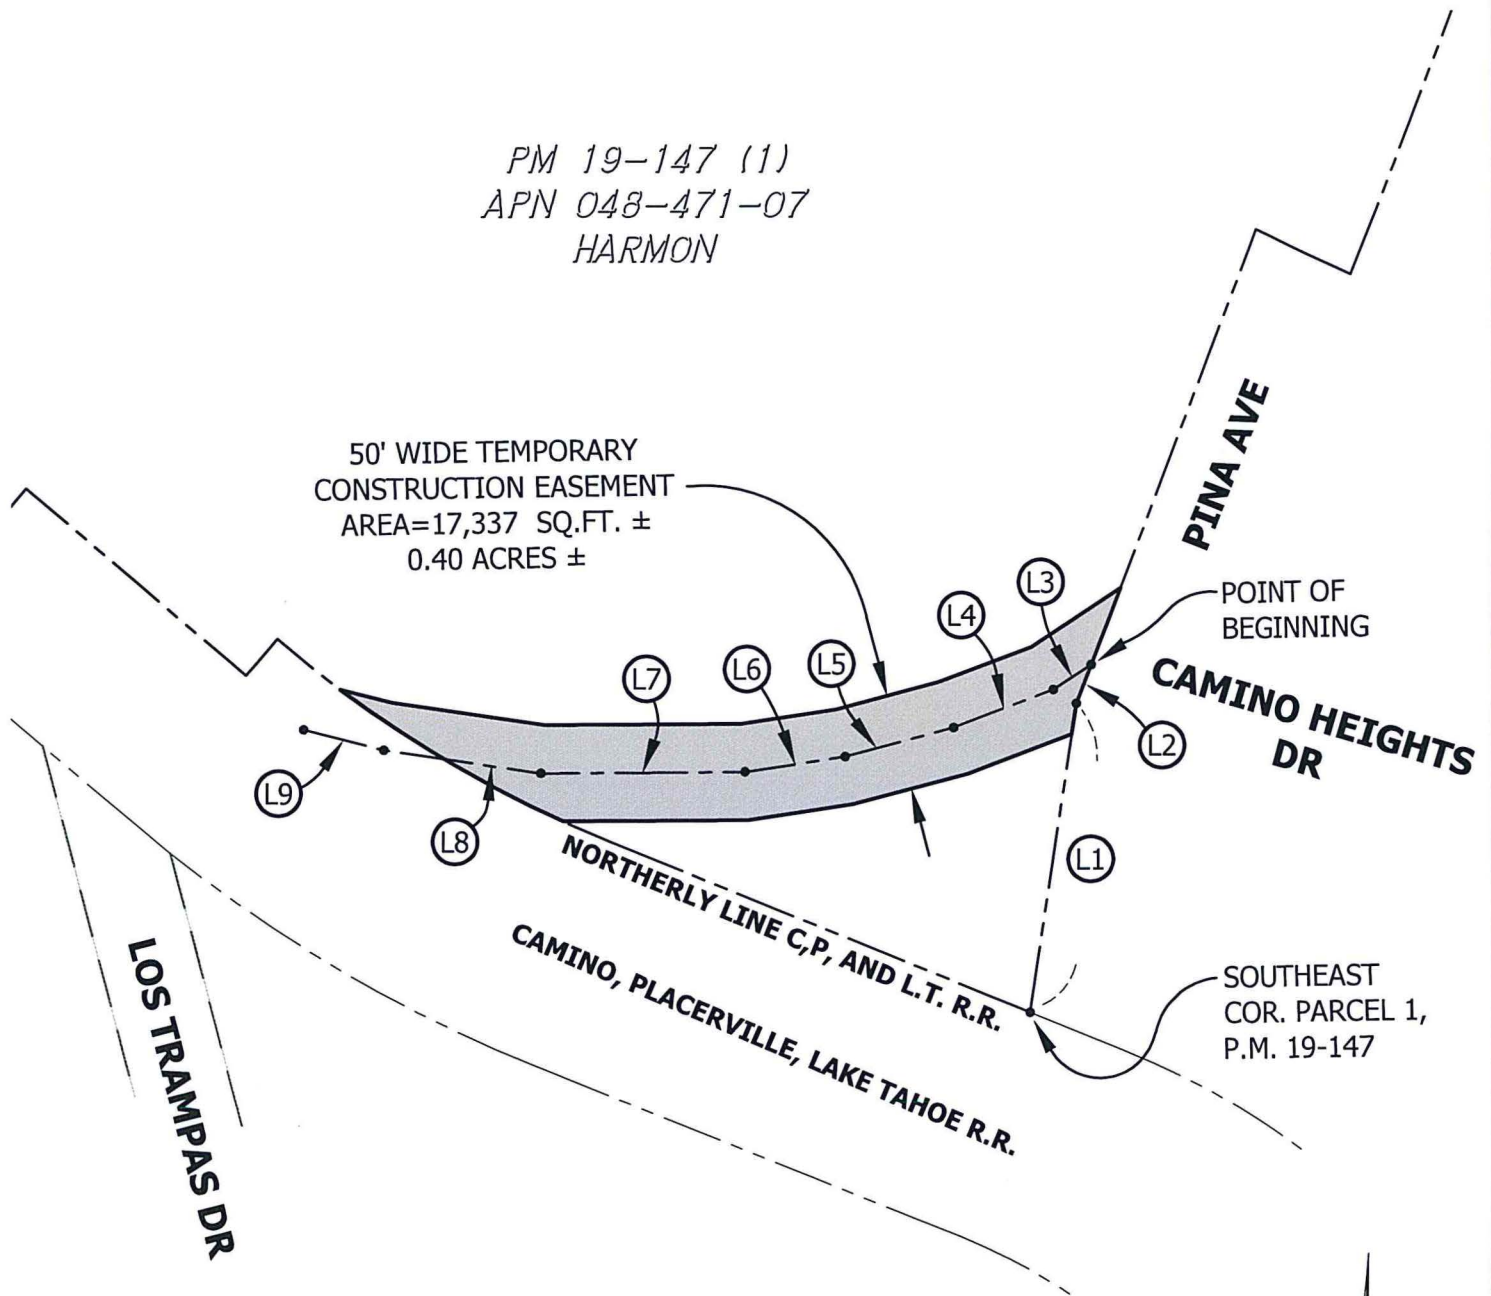 PM 19-147 (1)
APN 048-471-07
HARMON
50' WIDE TEMPORARY
CONSTRUCTION EASEMENT
AREA=17,337 SQ.FT. ±
0.40 ACRES ±
PINA AVE
POINT OF
BEGINNING
CAMINO HEIGHTS
DR
L3
L4
L5
L6
L7
L2
L9
L8
L1
NORTHERLY LINE C,P, AND L.T. R.R.
CAMINO, PLACERVILLE, LAKE TAHOE R.R.
SOUTHEAST
COR. PARCEL 1,
P.M. 19-147
LOS TRAMPAS DR